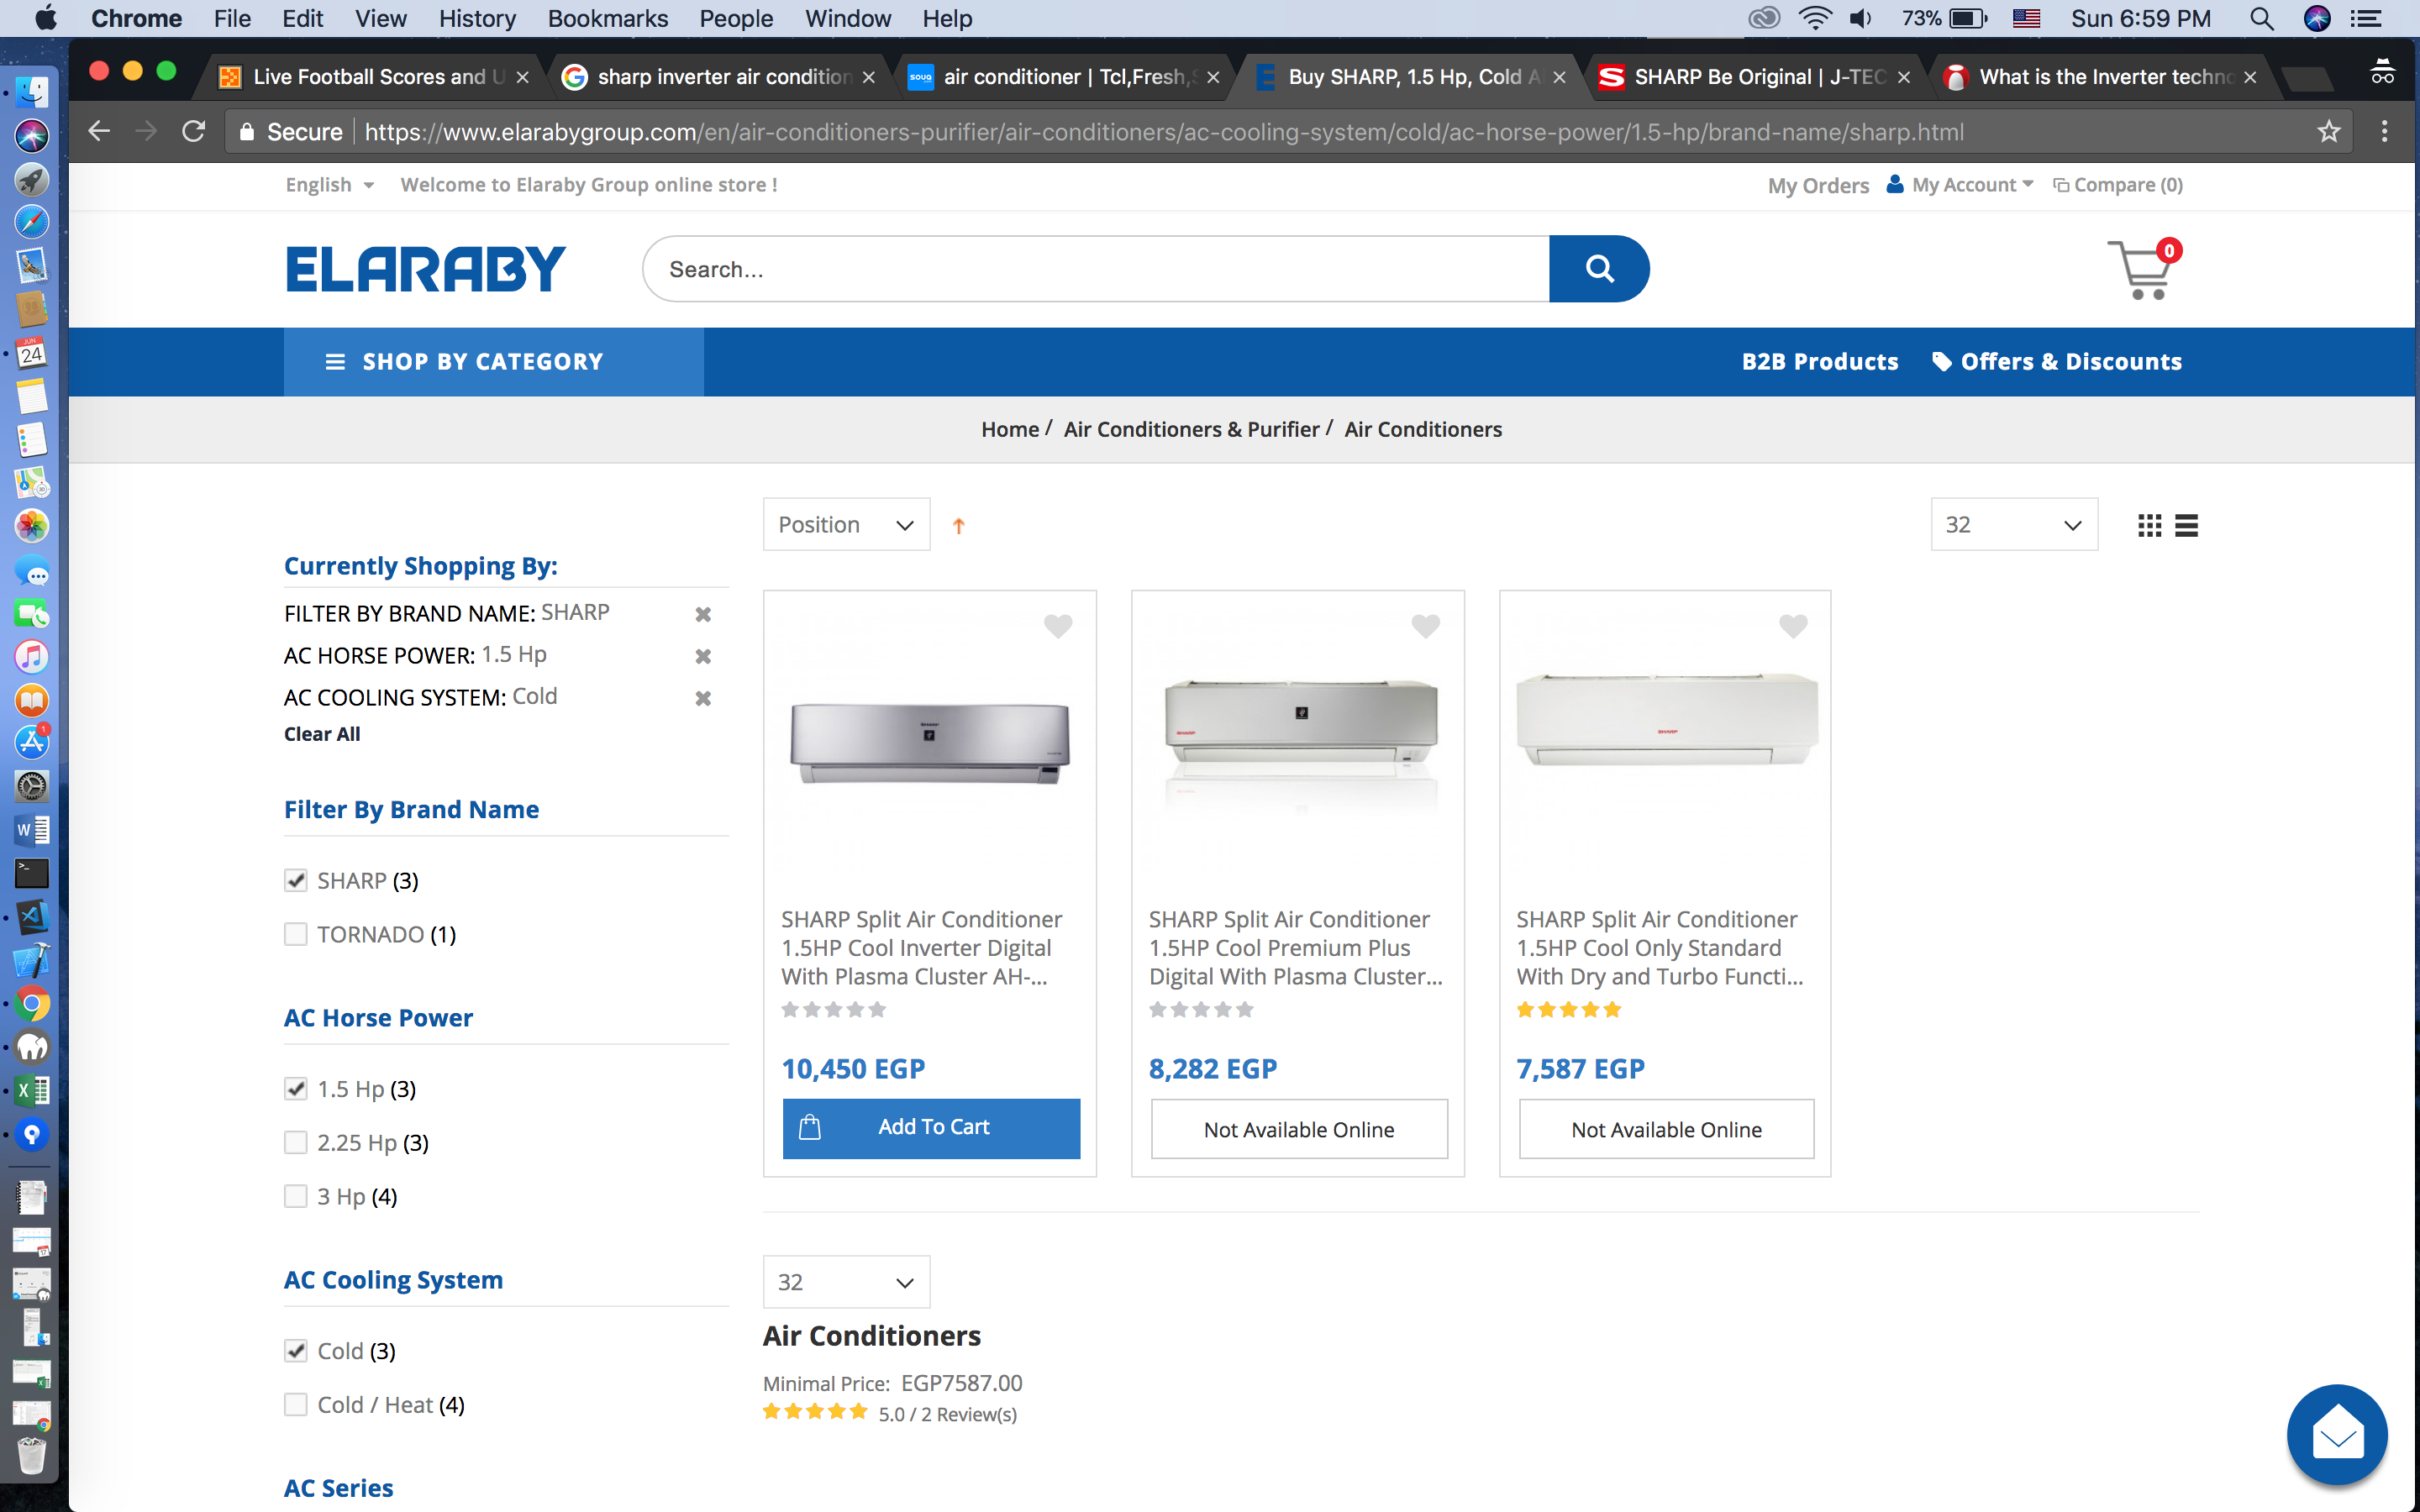 Chrome File Edit View History Bookmarks People Window Help 73% Sun 6:59 PM
Live Football Scores and U
sharp inverter air condition
souq
air conditioner | Tcl,Fresh,S
Buy SHARP, 1.5 Hp, Cold A
SHARP Be Original | J-TEC
What is the Inverter techno
Secure https://www.elarabygroup.com/en/air-conditioners-purifier/air-conditioners/ac-cooling-system/cold/ac-horse-power/1.5-hp/brand-name/sharp.html
English Welcome to Elaraby Group online store !
My Orders My Account Compare (0)
ELARABY
Search...
0
SHOP BY CATEGORY
B2B Products Offers & Discounts
Home / Air Conditioners & Purifier / Air Conditioners
Position
32
Currently Shopping By:
FILTER BY BRAND NAME: SHARP
AC HORSE POWER: 1.5 Hp
AC COOLING SYSTEM: Cold
Clear All
Filter By Brand Name
SHARP (3)
TORNADO (1)
AC Horse Power
1.5 Hp (3)
2.25 Hp (3)
3 Hp (4)
AC Cooling System
Cold (3)
Cold / Heat (4)
AC Series
SHARP
SHARP Split Air Conditioner
1.5HP Cool Inverter Digital
With Plasma Cluster AH-...
10,450 EGP
Add To Cart
SHARP
SHARP Split Air Conditioner
1.5HP Cool Premium Plus
Digital With Plasma Cluster...
8,282 EGP
Not Available Online
SHARP
SHARP Split Air Conditioner
1.5HP Cool Only Standard
With Dry and Turbo Functi...
7,587 EGP
Not Available Online
32
Air Conditioners
Minimal Price: EGP7587.00
5.0 / 2 Review(s)
JUN
24
1
W
X
17